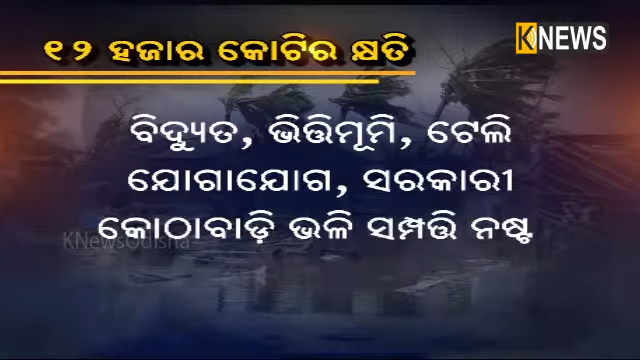 ୧୨ ହଜାର କୋଟିର କ୍ଷତି
KNEWS
ବିଦ୍ୟୁତ, ଭିତ୍ତିମୂମି, ଟେଲି
ଯୋଗାଯୋଗ, ସରକାରୀ
କୋଠାବାଡ଼ି ଭଳି ସମ୍ପତ୍ତି ନଷ୍ଟ
KNewsOdisha